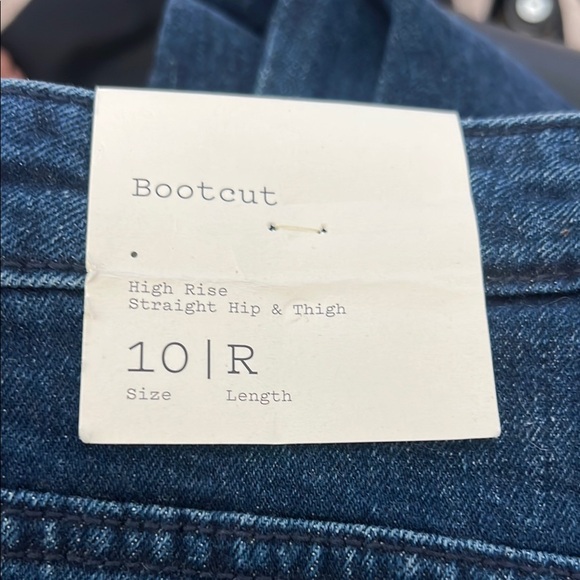 Bootcut
High Rise
Straight Hip & Thigh
10 | R
Size Length